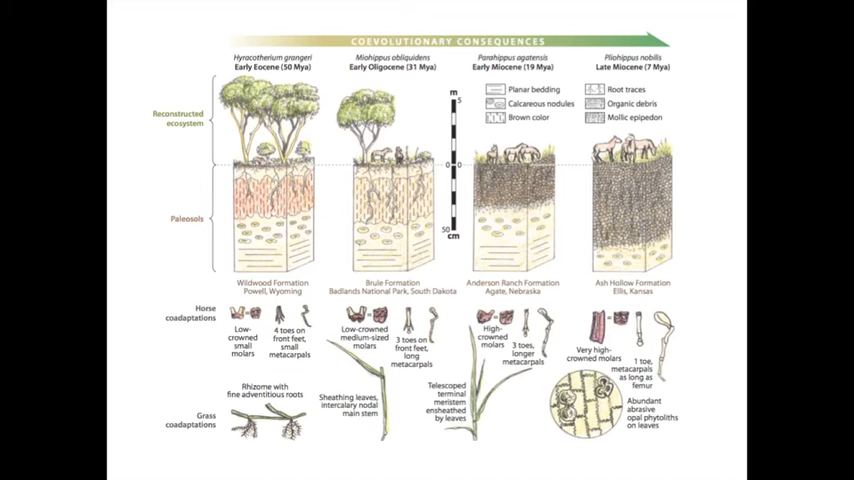 COEVOLUTIONARY CONSEQUENCES
Hyracotherium grangeri
Early Eocene (50 Mya)
Miohippus obliquidens
Early Oligocene (31 Mya)
Parahippus agatensis
Early Miocene (19 Mya)
Pliohippus nobilis
Late Miocene (7 Mya)
Reconstructed
ecosystem
m
5
0
0
50
cm
Planar bedding
Calcareous nodules
Brown color
Root traces
Organic debris
Mollic epipedon
Paleosols
Wildwood Formation
Powell, Wyoming
Brule Formation
Badlands National Park, South Dakota
Anderson Ranch Formation
Agate, Nebraska
Ash Hollow Formation
Ellis, Kansas
Horse
coadaptations
Low-
crowned
small
molars
4 toes on
front feet,
small
metacarpals
Low-crowned
medium-sized
molars
3 toes on
front feet,
long
metacarpals
High-
crowned
molars
3 toes,
longer
metacarpals
Very high-
crowned molars
1 toe,
metacarpals
as long as
femur
Grass
coadaptations
Rhizome with
fine adventitious roots
Sheathing leaves,
intercalary nodal
main stem
Telescoped
terminal
meristem
ensheathed
by leaves
Abundant
abrasive
opal phytoliths
on leaves